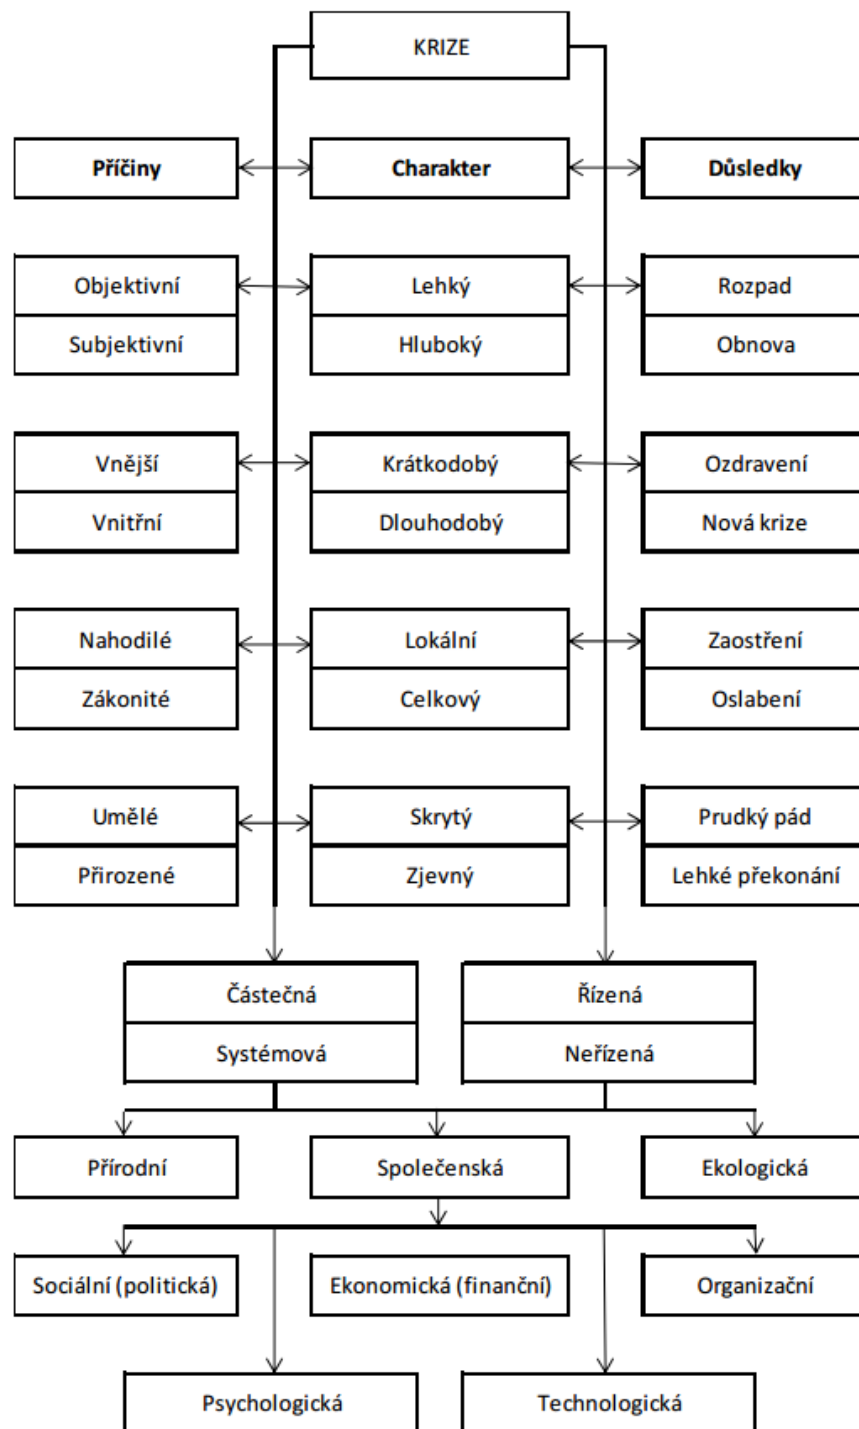 KRIZE
Příčiny
Charakter
Důsledky
Objektivní
Lehký
Rozpad
Subjektivní
Hluboký
Obnova
Vnější
Krátkodobý
Ozdravení
Vnitřní
Dlouhodobý
Nová krize
Nahodilé
Lokální
Zaostření
Zákonité
Celkový
Oslabení
Umělé
Skrytý
Prudký pád
Přirozené
Zjevný
Lehké překonání
Částečná
Řízená
Systémová
Neřízená
Přírodní
Společenská
Ekologická
Sociální (politická)
Ekonomická (finanční)
Organizační
Psychologická
Technologická